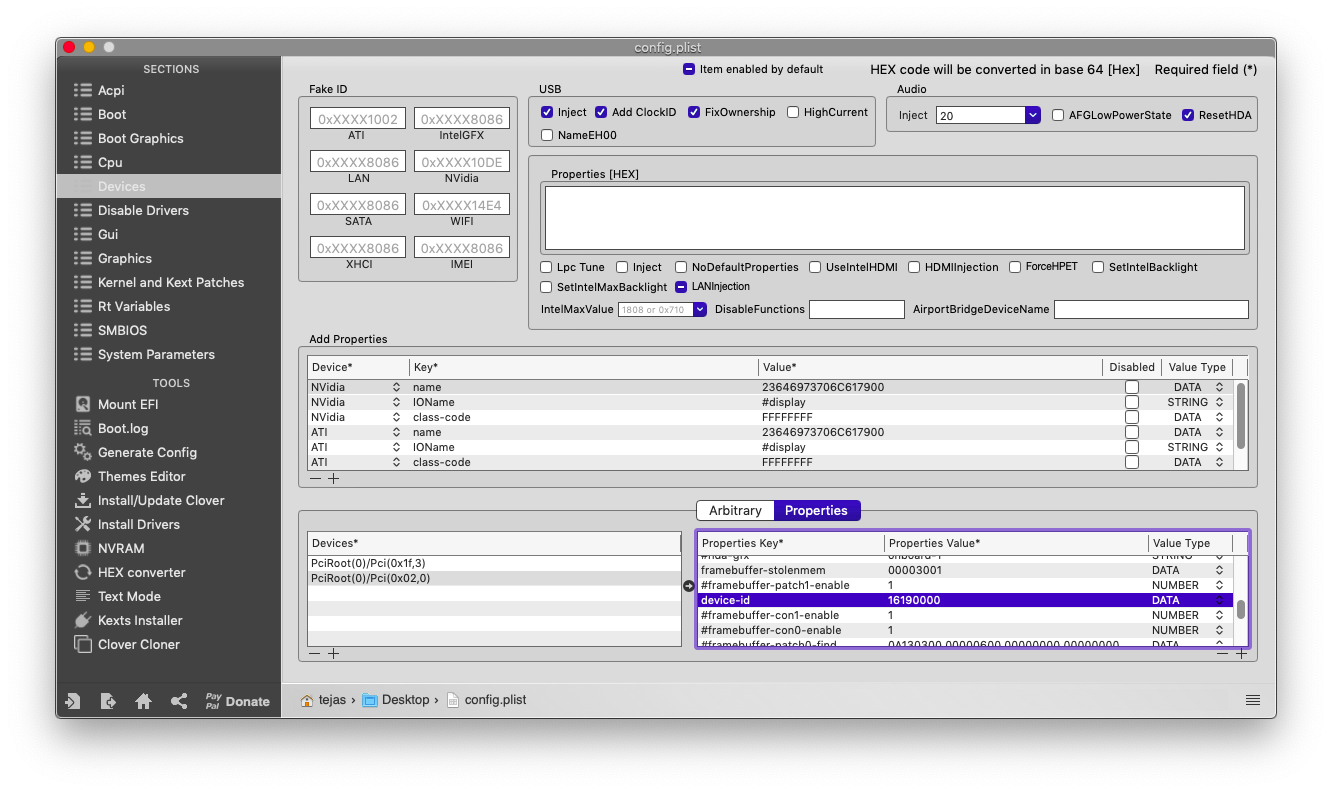 config.plist
SECTIONS
Acpi
Boot
Boot Graphics
Cpu
Devices
Disable Drivers
Gui
Graphics
Kernel and Kext Patches
Rt Variables
SMBIOS
System Parameters
TOOLS
Mount EFI
Boot.log
Generate Config
Themes Editor
Install/Update Clover
Install Drivers
NVRAM
HEX converter
Text Mode
Kexts Installer
Clover Cloner
Pay
Pal Donate
Item enabled by default HEX code will be converted in base 64 [Hex] Required field (*)
Fake ID
0xXXXX1002 0xXXXX8086
ATI IntelGFX
0xXXXX8086 0xXXXX10DE
LAN NVidia
0xXXXX8086 0xXXXX14E4
SATA WIFI
0xXXXX8086 0xXXXX8086
XHCI IMEI
USB
Inject Add ClockID FixOwnership HighCurrent
NameEH00
Audio
Inject 20 AFGLowPowerState ResetHDA
Properties [HEX]
Lpc Tune Inject NoDefaultProperties UseIntelHDMI HDMIInjection ForceHPET SetIntelBacklight
SetIntelMaxBacklight LANInjection
IntelMaxValue 1808 or 0x710 DisableFunctions AirportBridgeDeviceName
Add Properties
Device* Key* Value* Disabled Value Type
NVidia name 23646973706C617900 DATA
NVidia IOName #display STRING
NVidia class-code FFFFFFFF DATA
ATI name 23646973706C617900 DATA
ATI IOName #display STRING
ATI class-code FFFFFFFF DATA
Arbitrary Properties
Devices*
PciRoot(0)/Pci(0x1f,3)
PciRoot(0)/Pci(0x02,0)
Properties Key* Properties Value* Value Type
#hda-gfx onboard-1 STRING
framebuffer-stolenmem 00003001 DATA
#framebuffer-patch1-enable 1 NUMBER
device-id 16190000 DATA
#framebuffer-con1-enable 1 NUMBER
#framebuffer-con0-enable 1 NUMBER
#framebuffer-patch0-find 0A130300 00000600 00000000 00000000 DATA
tejas › Desktop › config.plist